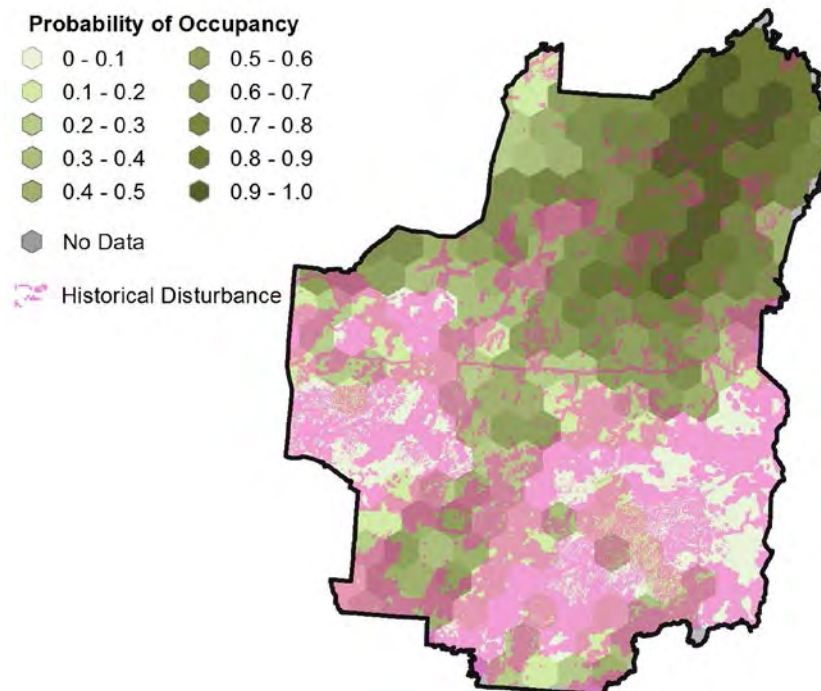 Probability of Occupancy
0 - 0.1
0.1 - 0.2
0.2 - 0.3
0.3 - 0.4
0.4 - 0.5
0.5 - 0.6
0.6 - 0.7
0.7 - 0.8
0.8 - 0.9
0.9 - 1.0
No Data
Historical Disturbance